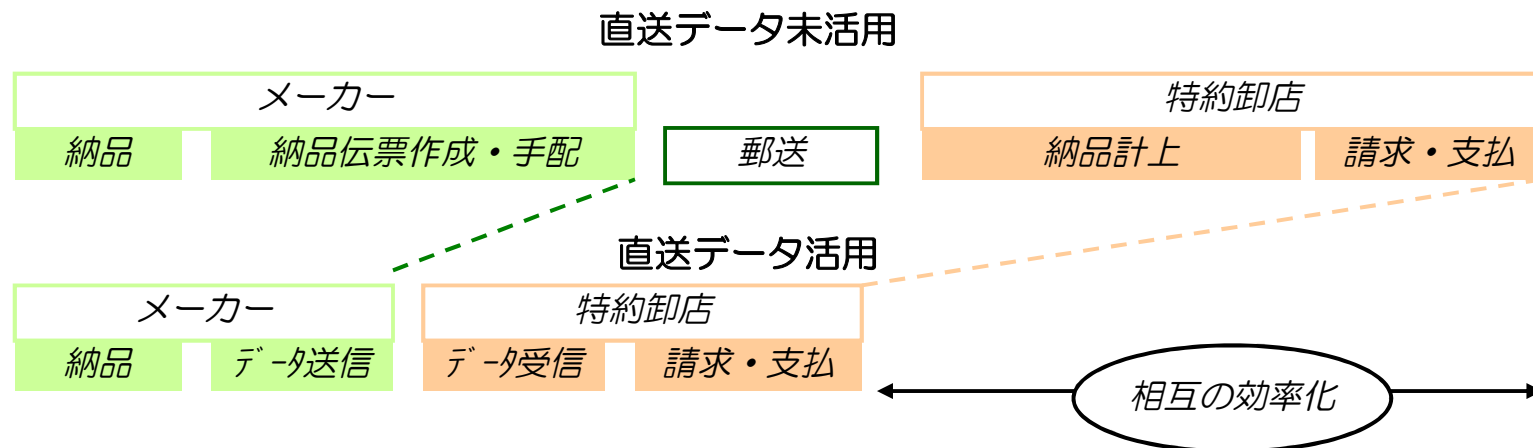 直送データ未活用
メーカー 特約卸店
納品 納品伝票作成・手配 郵送 納品計上 請求・支払
直送データ活用
メーカー 特約卸店
納品 ﾃﾞｰﾀ送信 ﾃﾞｰﾀ受信 請求・支払
相互の効率化